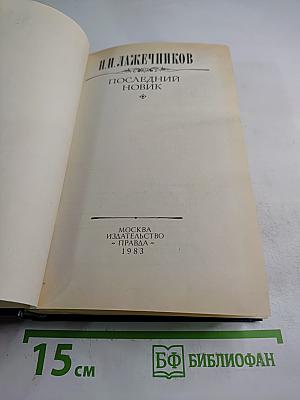 И.И. ЛАЖЕЧНИКОВ
ПОСЛЕДНИЙ
НОВИК
МОСКВА
ИЗДАТЕЛЬСТВО
«ПРАВДА»
1983
15 см
БФ БИБЛИОФАН